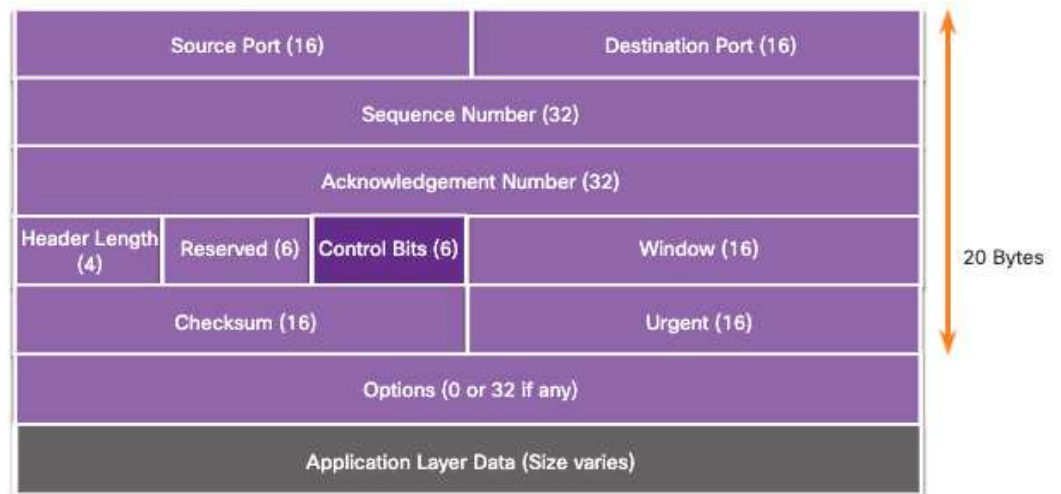 Source Port (16)
Destination Port (16)
Sequence Number (32)
Acknowledgement Number (32)
Header Length
(4)
Reserved (6)
Control Bits (6)
Window (16)
20 Bytes
Checksum (16)
Urgent (16)
Options (0 or 32 if any)
Application Layer Data (Size varies)